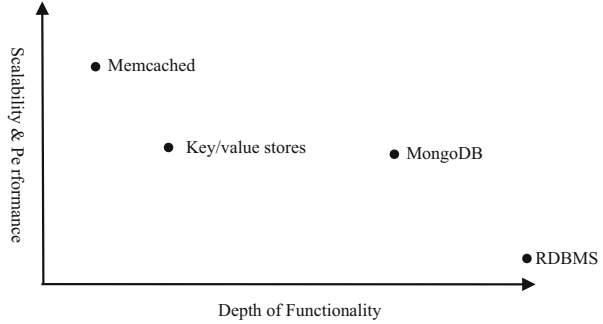 Scalability & Pe rformance
Memcached
Key/value stores
MongoDB
RDBMS
Depth of Functionality